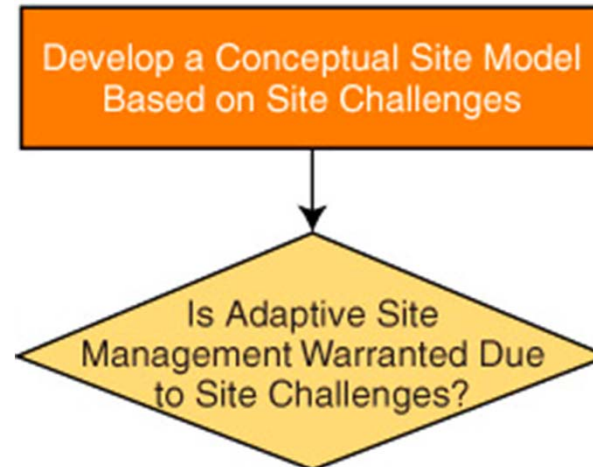 Develop a Conceptual Site Model
Based on Site Challenges
Is Adaptive Site
Management Warranted Due
to Site Challenges?